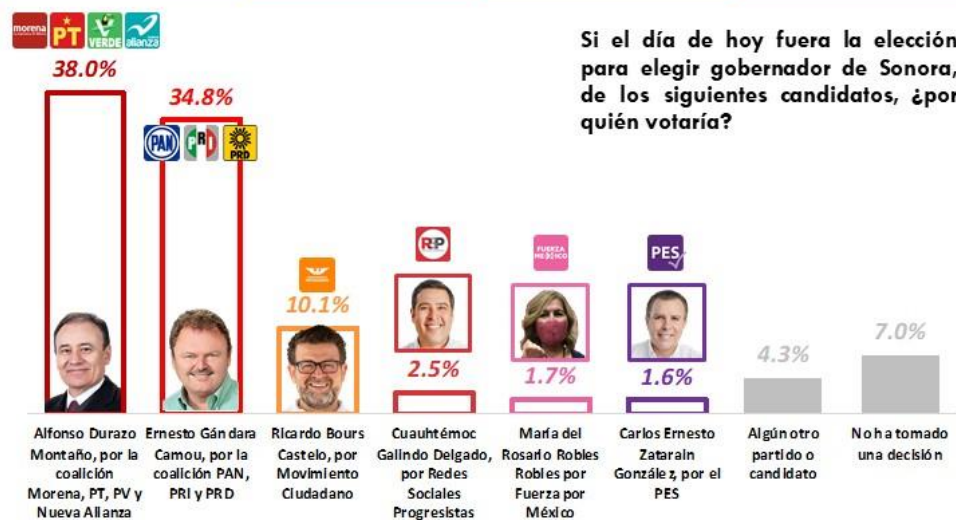 morena
PT
VERDE
alianza
38.0%
Si el día de hoy fuera la elección
para elegir gobernador de Sonora,
de los siguientes candidatos, ¿por
quién votaría?
34.8%
PAN
PRI
PRD
10.1%
RSP
2.5%
FUERZA
MEXICO
1.7%
PES
1.6%
4.3%
7.0%
Alfonso Durazo
Montaño, por la
coalición
Morena, PT, PV y
Nueva Alianza
Ernesto Gándara
Camou, por la
coalición PAN,
PRI y PRD
Ricardo Bours
Castelo, por
Movimiento
Ciudadano
Cuauhtémoc
Galindo Delgado,
por Redes
Sociales
Progresistas
María del
Rosario Robles
Robles por
Fuerza por
México
Carlos Ernesto
Zatarain
González, por el
PES
Algún otro
partido o
candidato
No ha tomado
una decisión